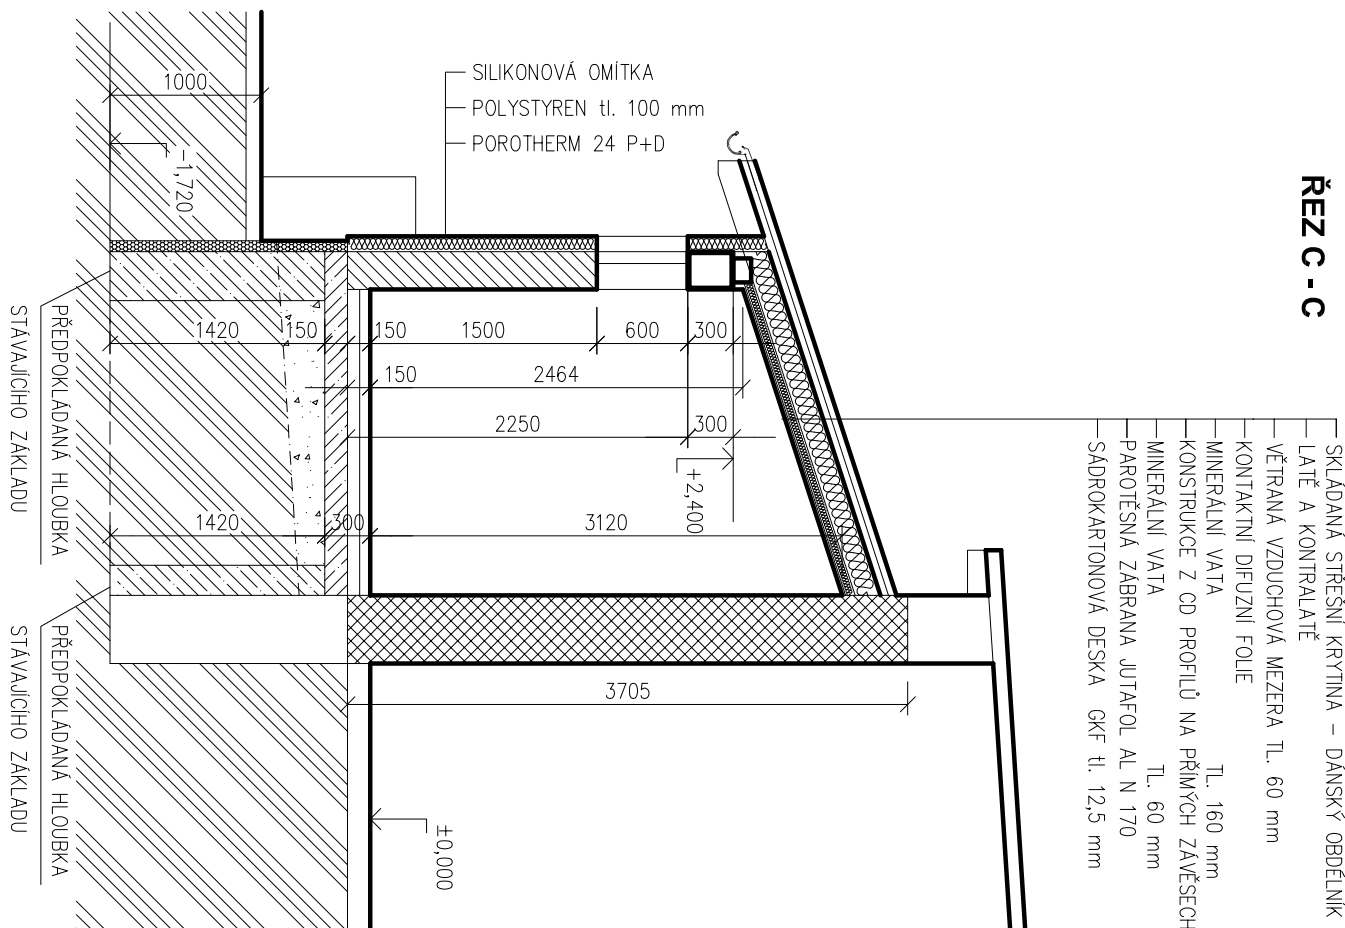 ŘEZ C - C
SILIKONOVÁ OMÍTKA
POLYSTYREN tl. 100 mm
POROTHERM 24 P+D
SKLÁDANÁ STŘEŠNÍ KRYTINA - DÁNSKÝ OBDÉLNÍK
LATĚ A KONTRALATĚ
VĚTRANÁ VZDUCHOVÁ MEZERA TL. 60 mm
KONTAKTNÍ DIFUZNÍ FOLIE
MINERÁLNÍ VATA TL. 160 mm
KONSTRUKCE Z CD PROFILŮ NA PŘÍMÝCH ZÁVĚSECH
MINERÁLNÍ VATA TL. 60 mm
PAROTĚSNÁ ZÁBRANA JUTAFOL AL N 170
SÁDROKARTONOVÁ DESKA GKF tl. 12,5 mm
1000
-1,720
1420 150 150 1500 600 300
150 2464
2250 300
+2,400
1420 300 3120
3705
±0,000
PŘEDPOKLÁDANÁ HLOUBKA
STÁVAJÍCÍHO ZÁKLADU
PŘEDPOKLÁDANÁ HLOUBKA
STÁVAJÍCÍHO ZÁKLADU